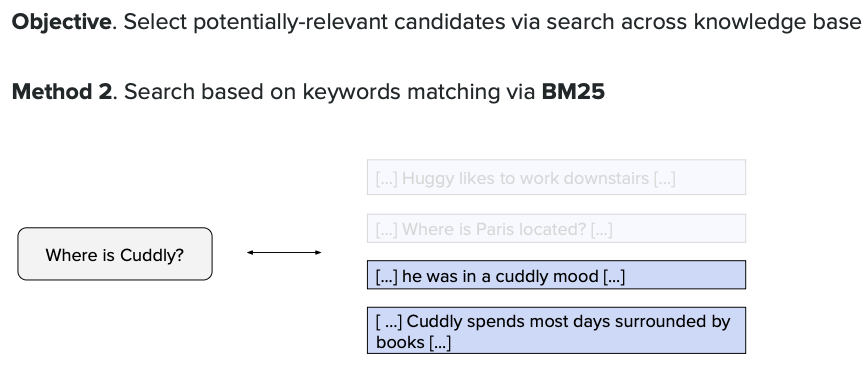 Objective. Select potentially-relevant candidates via search across knowledge base
Method 2. Search based on keywords matching via BM25
[...] Huggy likes to work downstairs [...]
[...] Where is Paris located? [...]
Where is Cuddly?
[...] he was in a cuddly mood [...]
[ ...] Cuddly spends most days surrounded by
books [...]